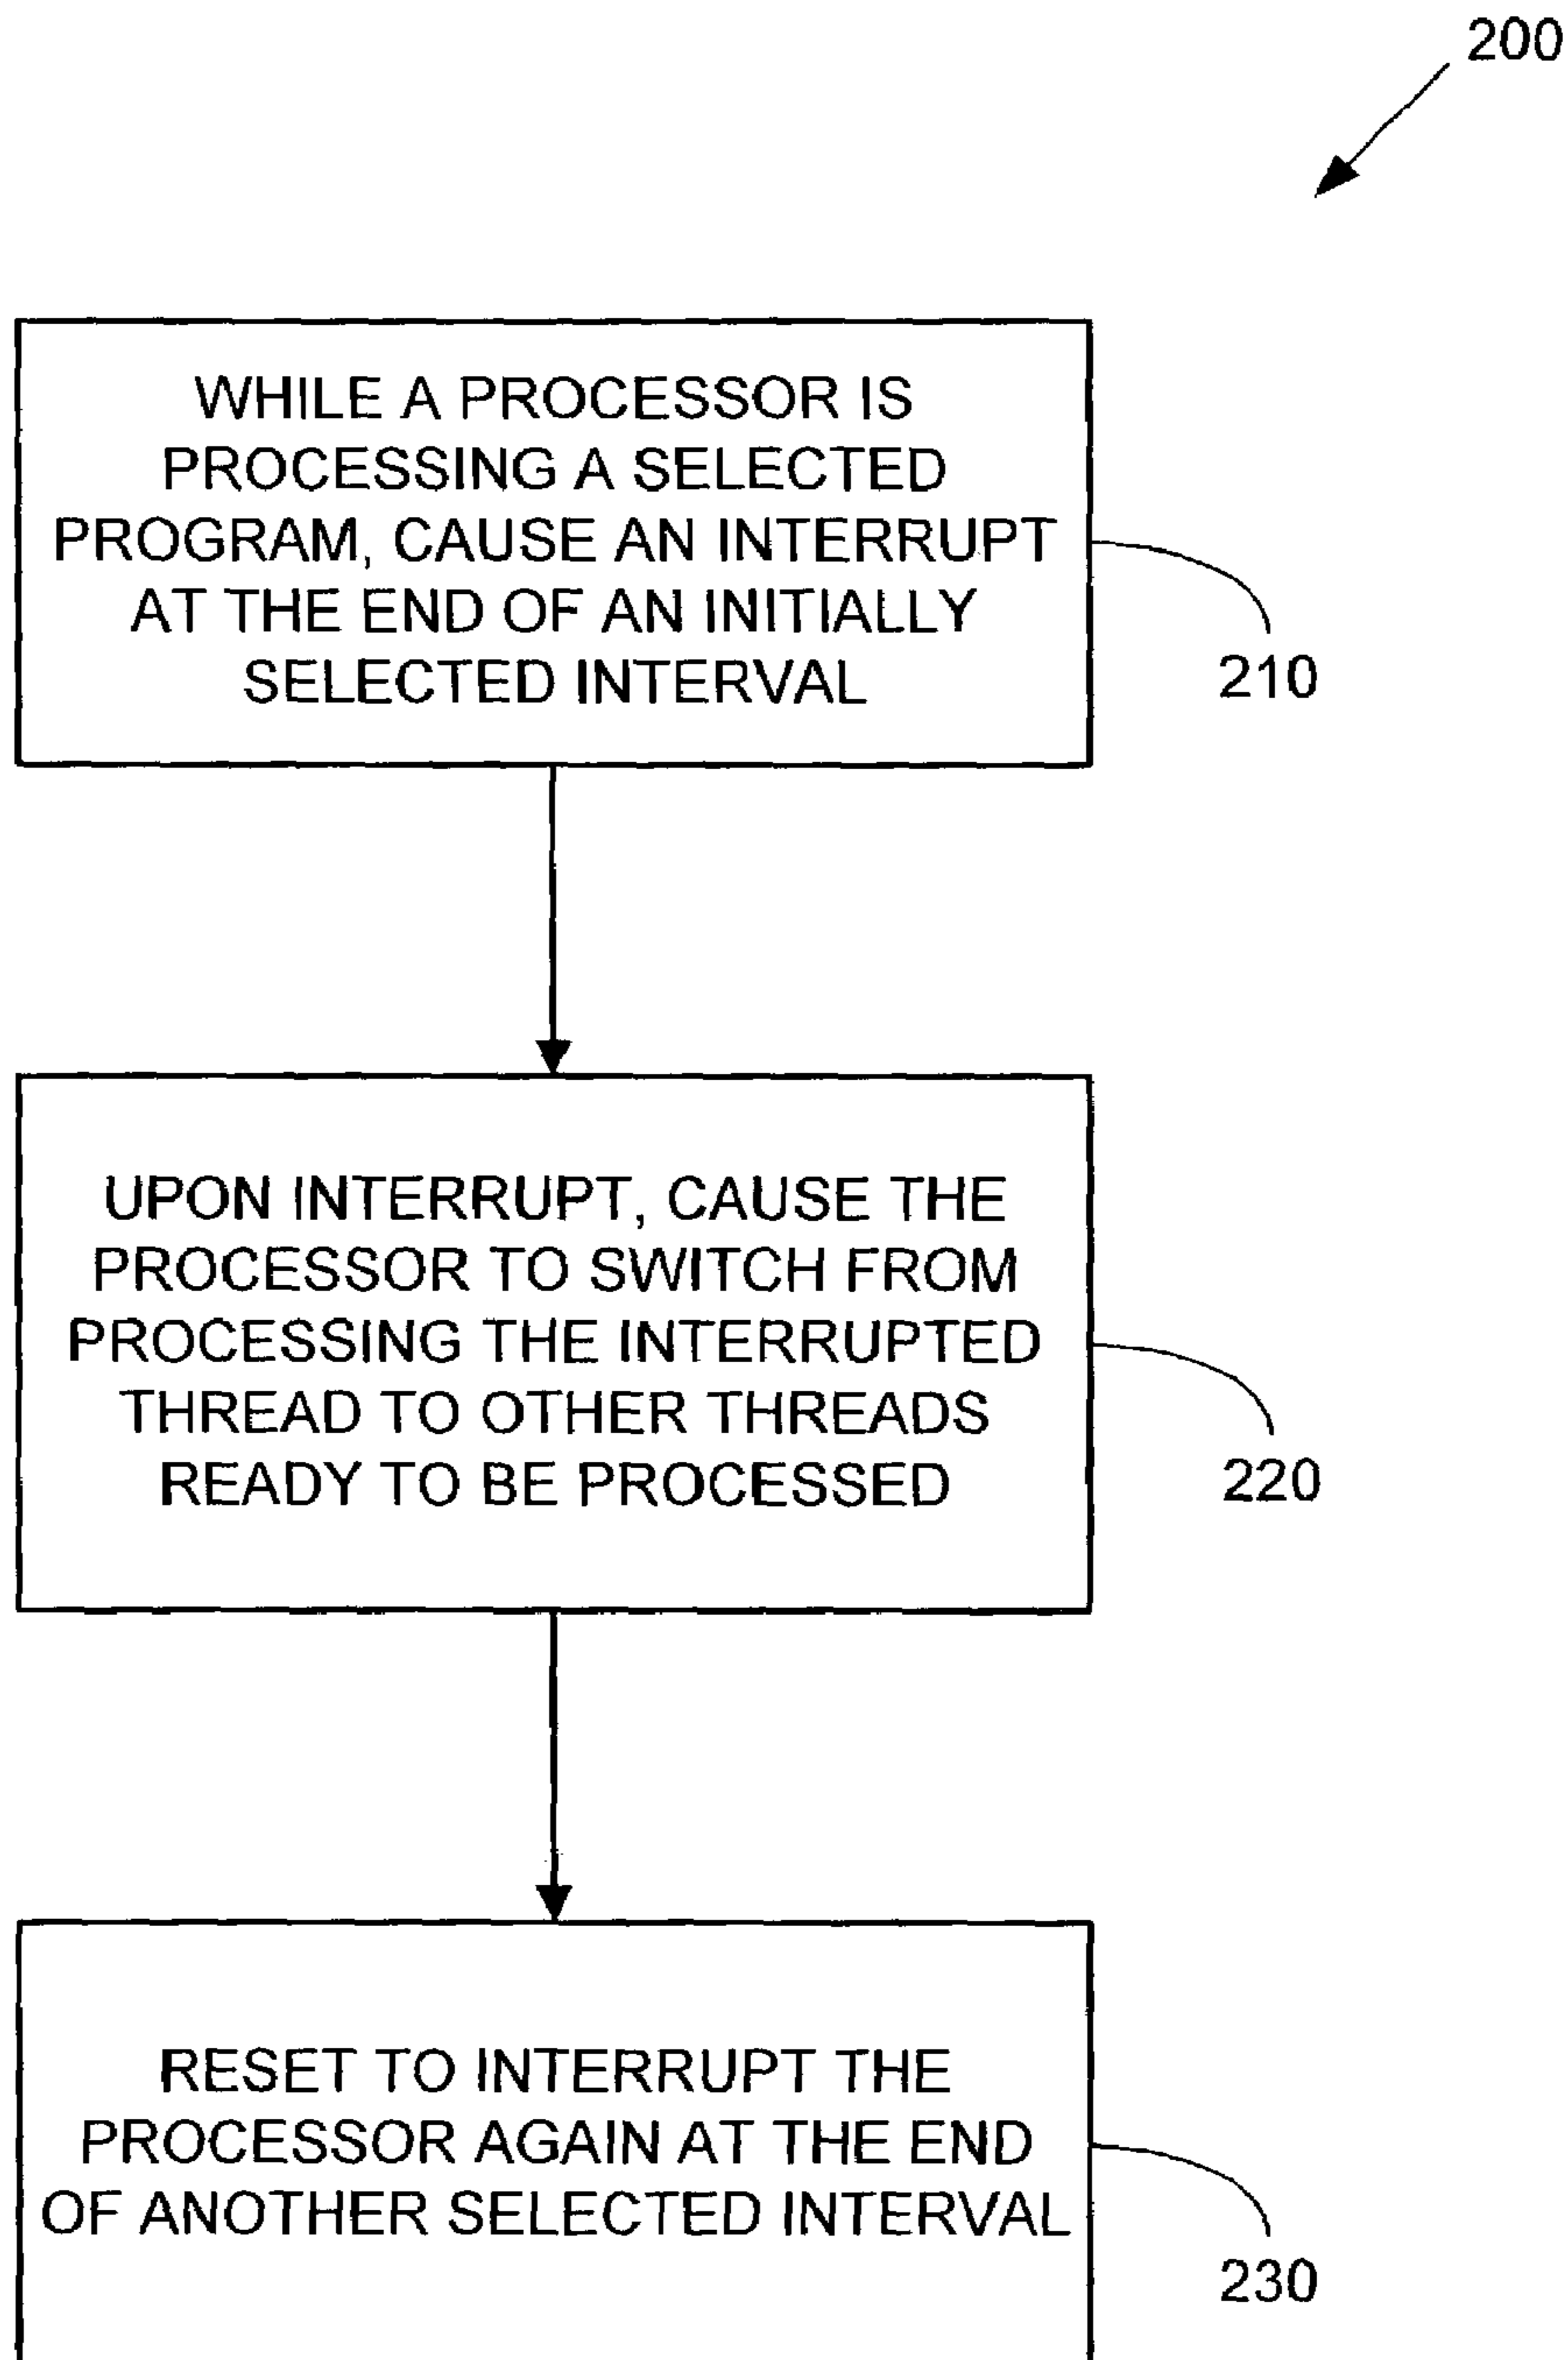 200
WHILE A PROCESSOR IS
PROCESSING A SELECTED
PROGRAM, CAUSE AN INTERRUPT
AT THE END OF AN INITIALLY
SELECTED INTERVAL
210
UPON INTERRUPT, CAUSE THE
PROCESSOR TO SWITCH FROM
PROCESSING THE INTERRUPTED
THREAD TO OTHER THREADS
READY TO BE PROCESSED
220
RESET TO INTERRUPT THE
PROCESSOR AGAIN AT THE END
OF ANOTHER SELECTED INTERVAL
230